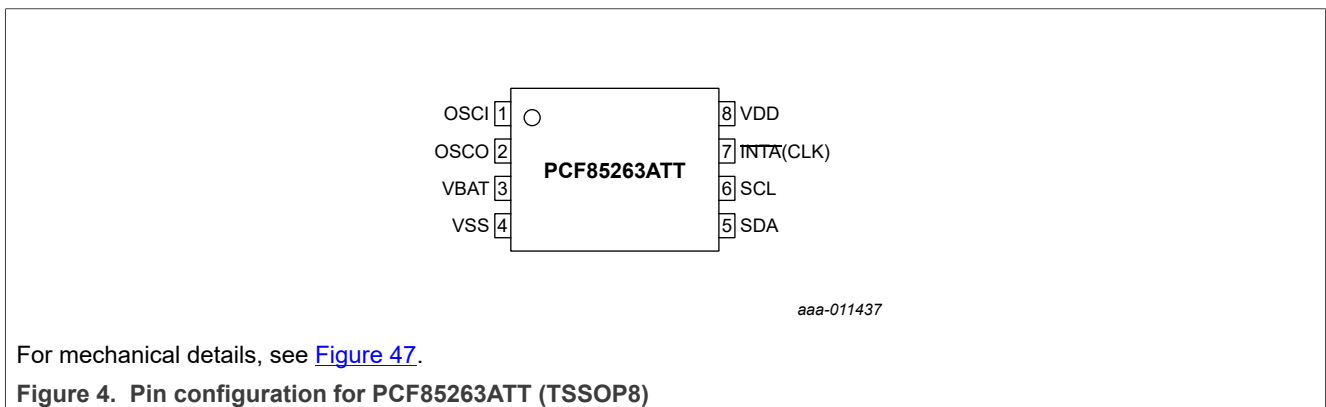 OSCI 1 8 VDD
OSCO 2 7 INTA(CLK)
PCF85263ATT
VBAT 3 6 SCL
VSS 4 5 SDA
aaa-011437
For mechanical details, see Figure 47.
Figure 4. Pin configuration for PCF85263ATT (TSSOP8)